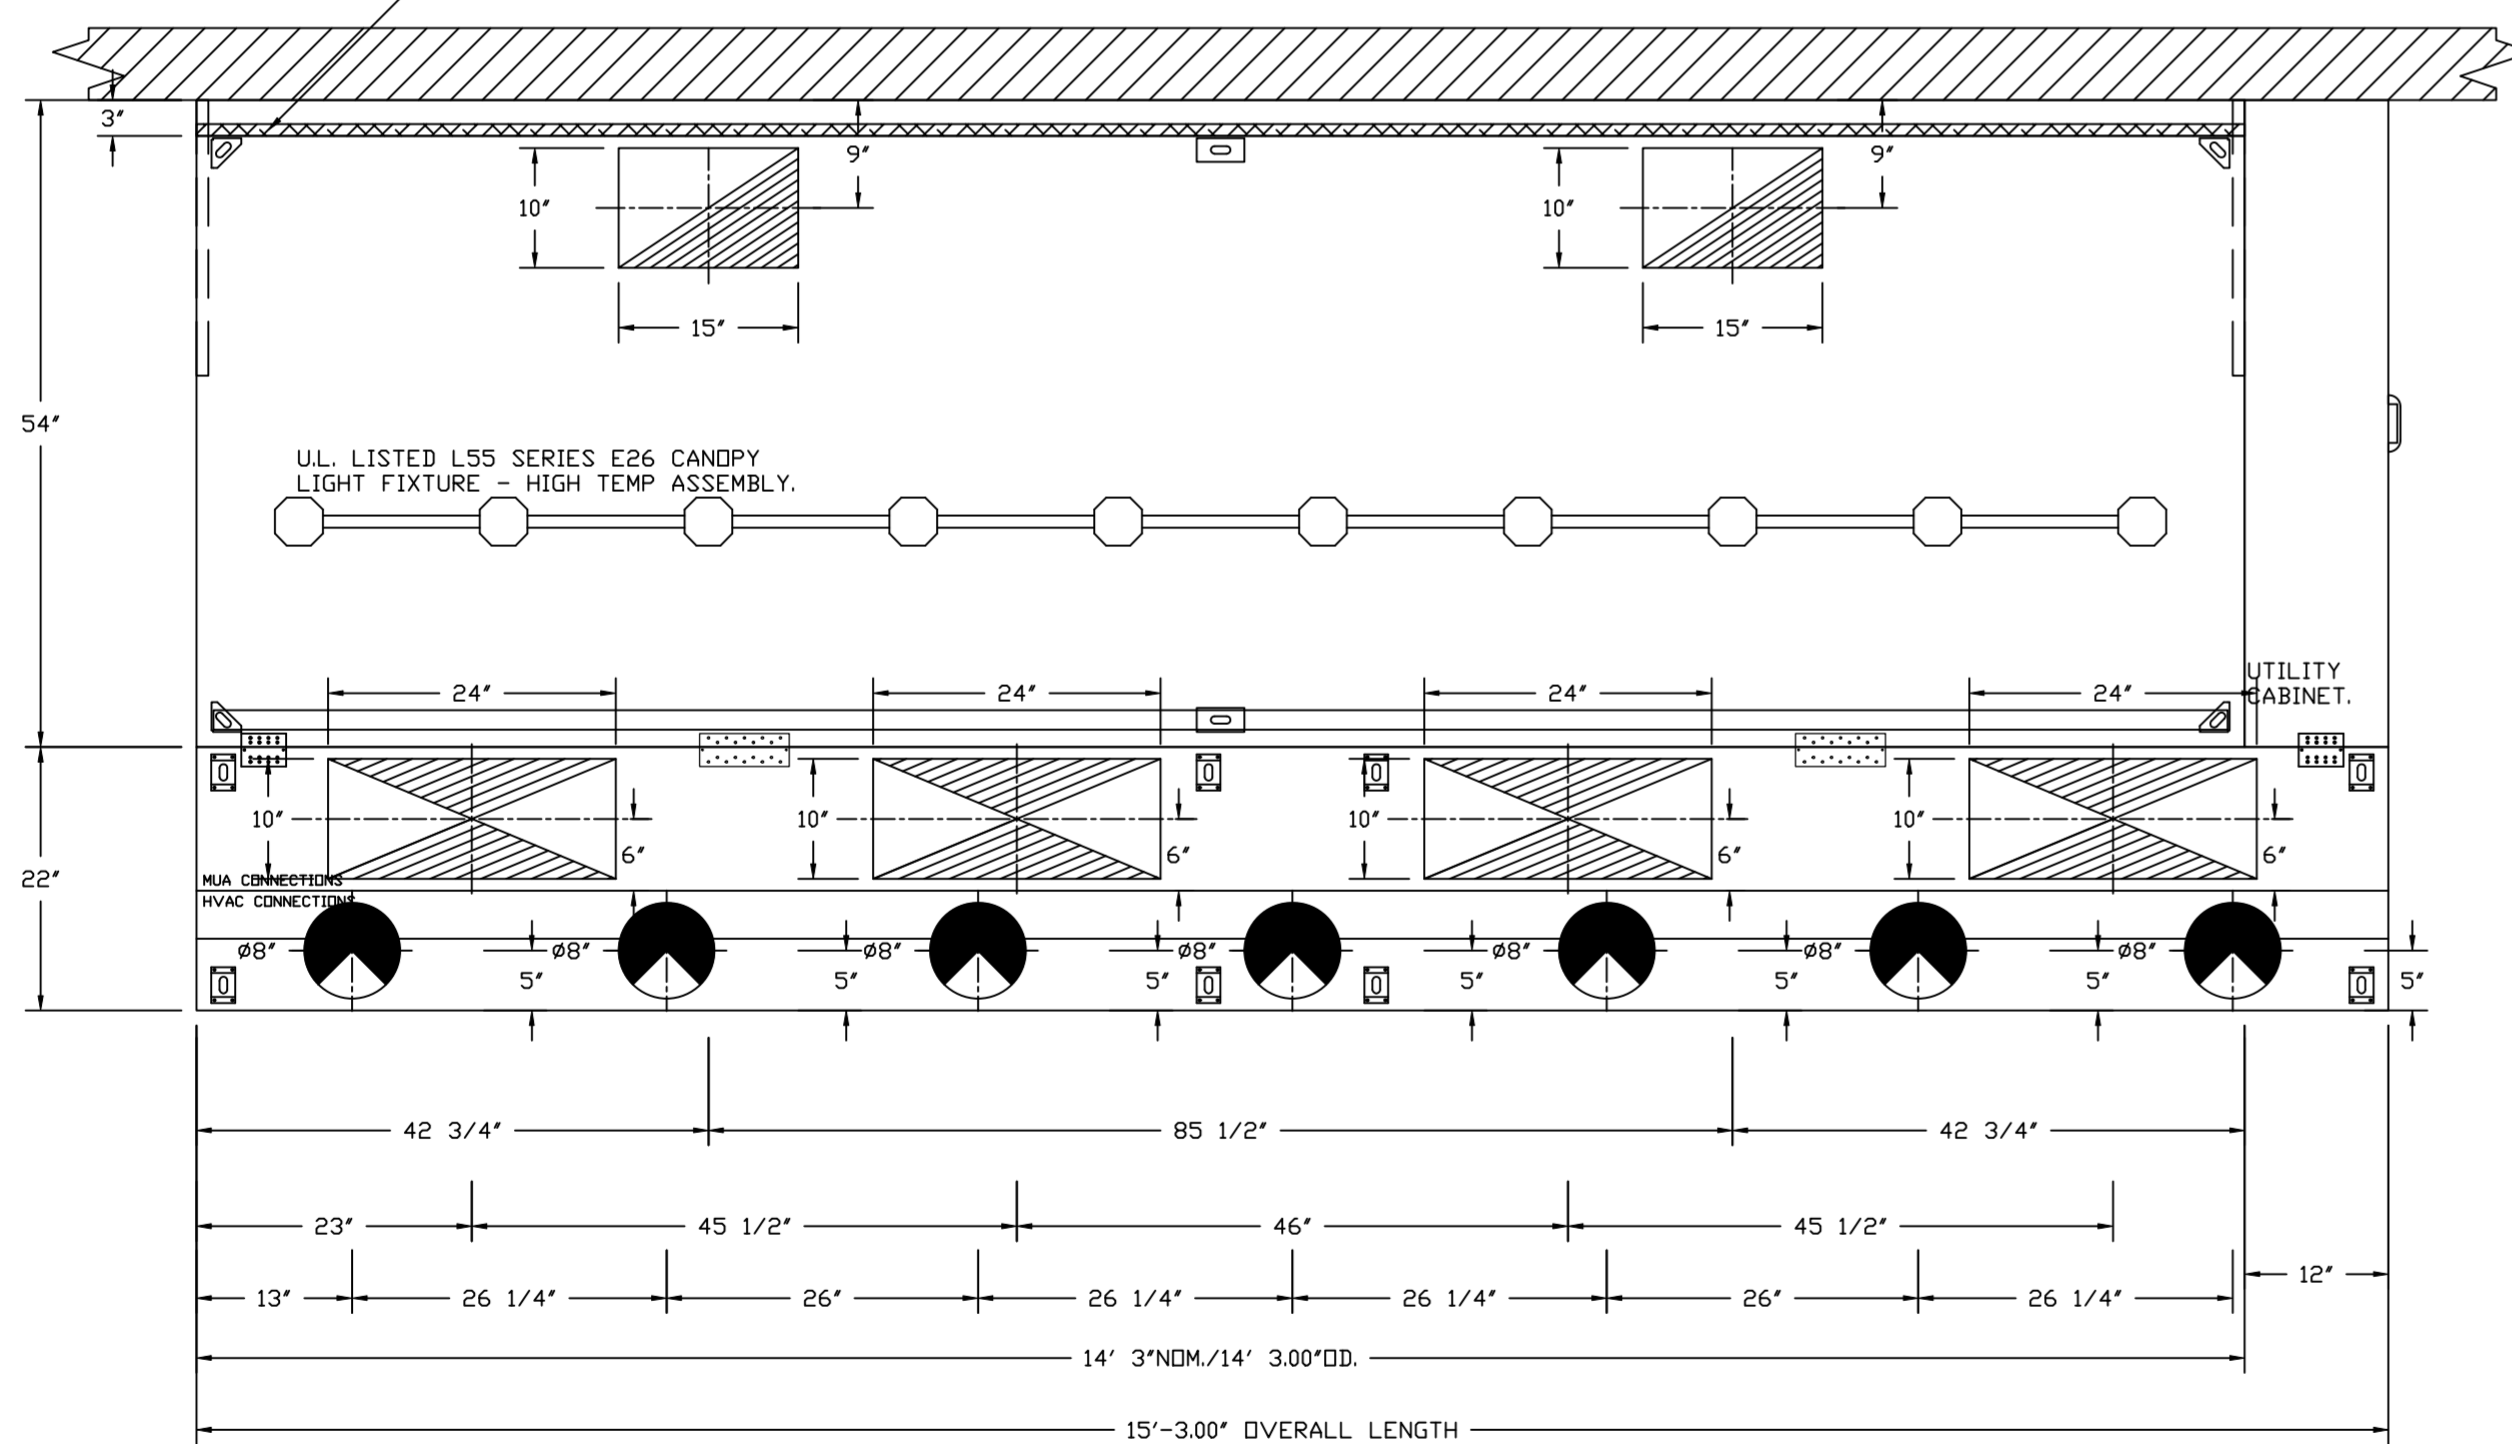 3″
9″
9″
10″
10″
15″
15″
54″
U.L. LISTED L55 SERIES E26 CANOPY
LIGHT FIXTURE - HIGH TEMP ASSEMBLY.
UTILITY
CABINET.
24″
24″
24″
24″
10″
10″
10″
10″
6″
6″
6″
6″
22″
MUA CONNECTIONS
HVAC CONNECTIONS
ø8″
ø8″
ø8″
ø8″
ø8″
ø8″
ø8″
5″
5″
5″
5″
5″
5″
5″
42 3/4″
85 1/2″
42 3/4″
23″
45 1/2″
46″
45 1/2″
12″
13″
26 1/4″
26″
26 1/4″
26 1/4″
26″
26 1/4″
14′ 3″NOM./14′ 3.00″OD.
15′-3.00″ OVERALL LENGTH